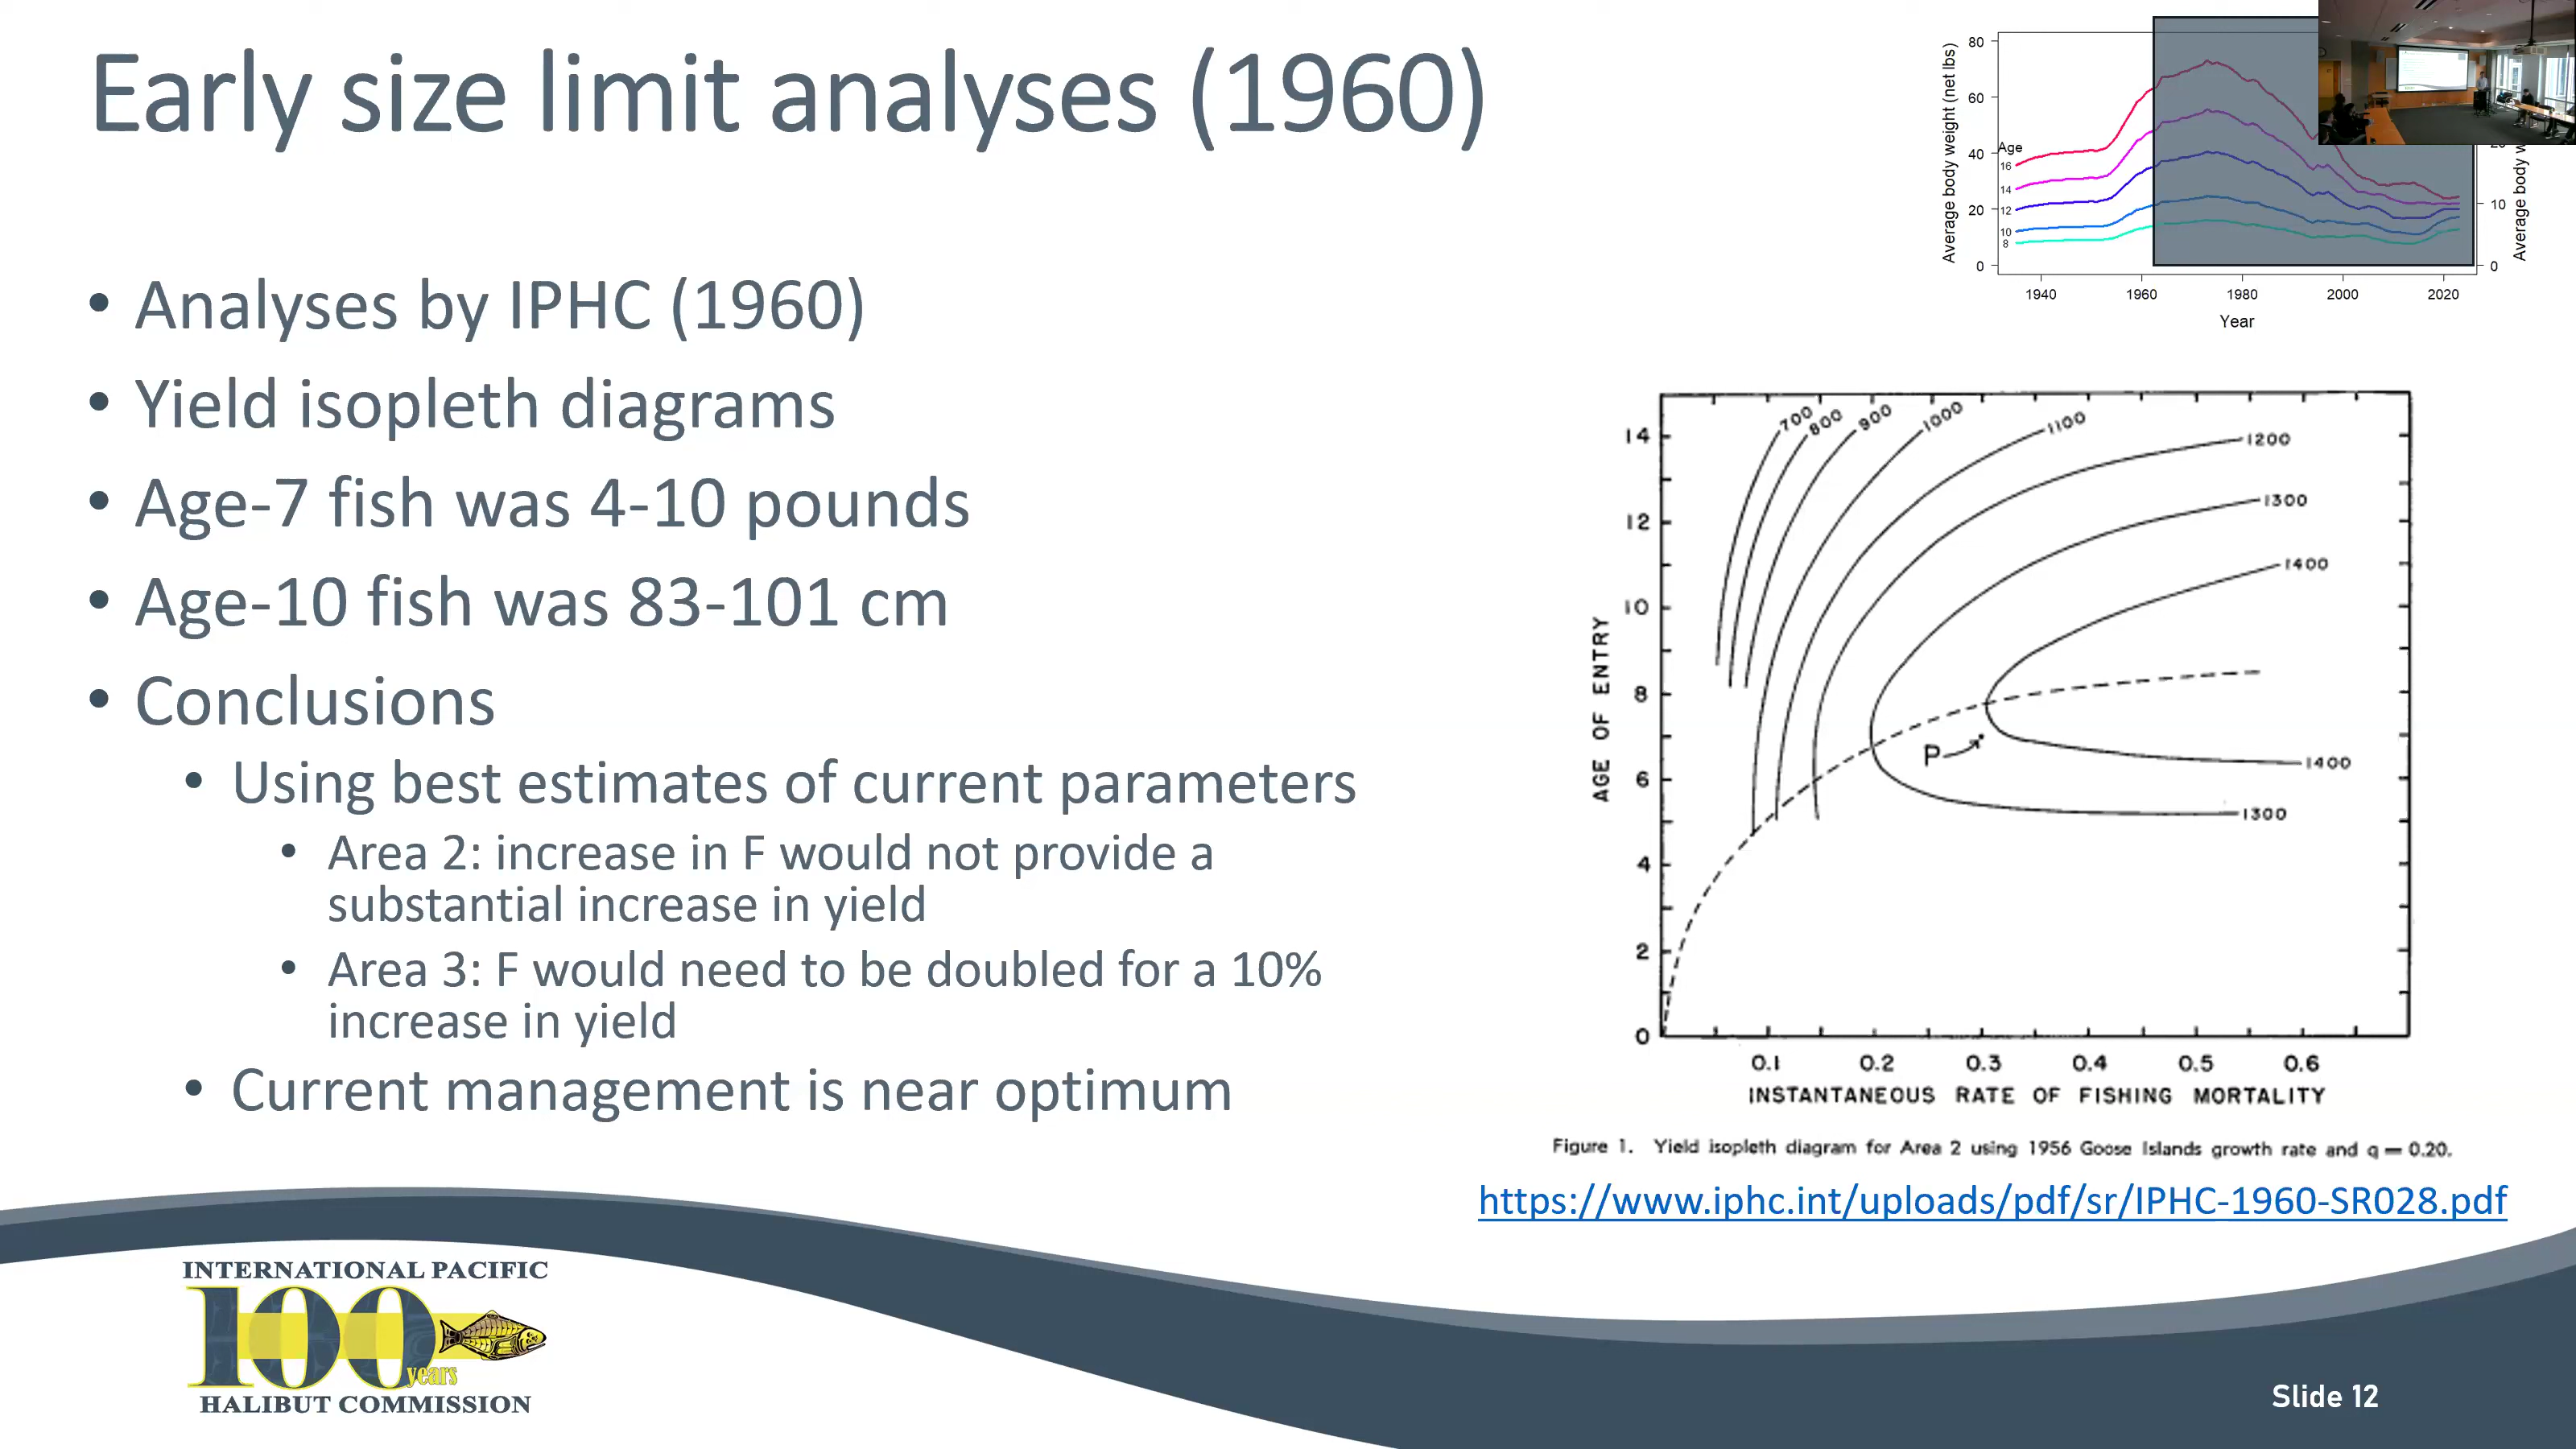 Early size limit analyses (1960)
• Analyses by IPHC (1960)
• Yield isopleth diagrams
• Age-7 fish was 4-10 pounds
• Age-10 fish was 83-101 cm
• Conclusions
• Using best estimates of current parameters
• Area 2: increase in F would not provide a
substantial increase in yield
• Area 3: F would need to be doubled for a 10%
increase in yield
• Current management is near optimum
Average body weight (net lbs)
80
60
40
20
0
Age
16
14
12
10
8
1940 1960 1980 2000 2020
Year
10
0
Average body
AGE OF ENTRY
14
12
10
8
6
4
2
0
700
800
900
1000
1100
1200
1300
1400
P
1400
1300
0.1 0.2 0.3 0.4 0.5 0.6
INSTANTANEOUS RATE OF FISHING MORTALITY
Figure 1. Yield isopleth diagram for Area 2 using 1956 Goose Islands growth rate and q = 0.20.
https://www.iphc.int/uploads/pdf/sr/IPHC-1960-SR028.pdf
INTERNATIONAL PACIFIC
100
years
HALIBUT COMMISSION
Slide 12